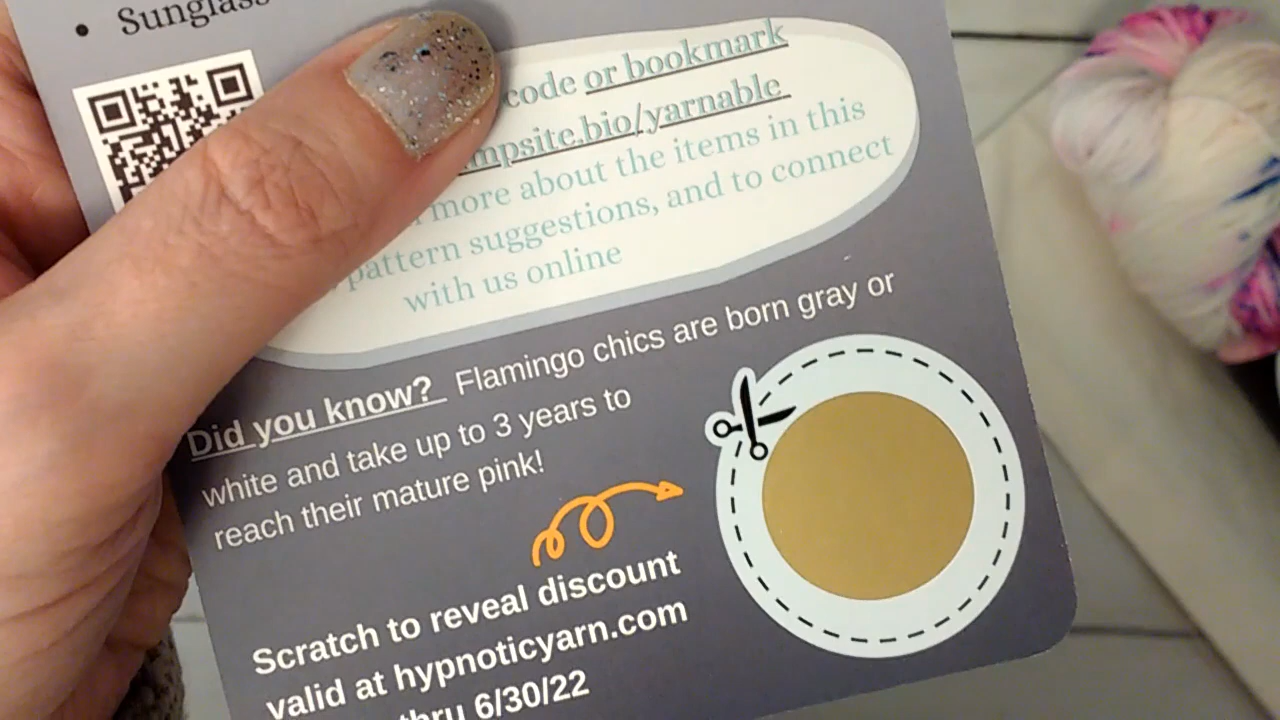 • Sunglass
code or bookmark
mpsite.bio/yarnable
more about the items in this
pattern suggestions, and to connect
with us online
Did you know? Flamingo chics are born gray or
white and take up to 3 years to
reach their mature pink!
Scratch to reveal discount
valid at hypnoticyarn.com
thru 6/30/22